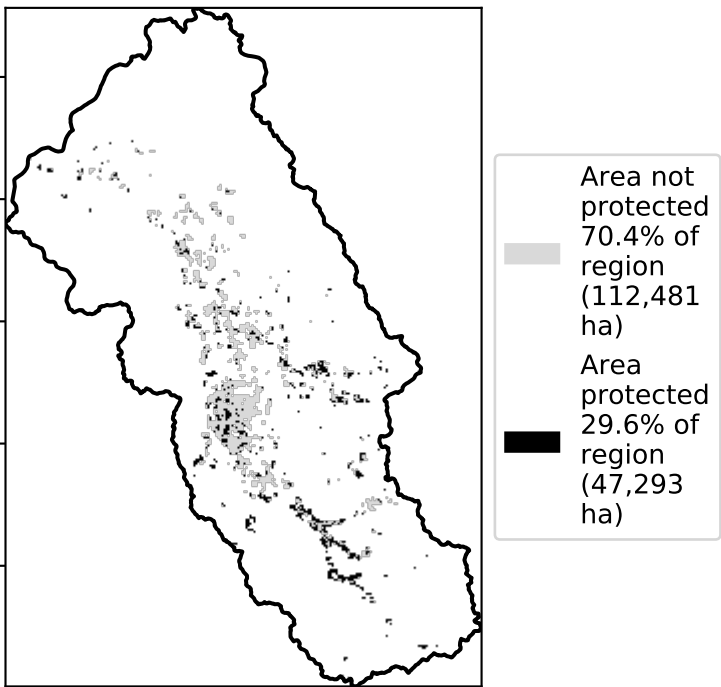 Area not
protected
70.4% of
region
(112,481
ha)
Area
protected
29.6% of
region
(47,293
ha)